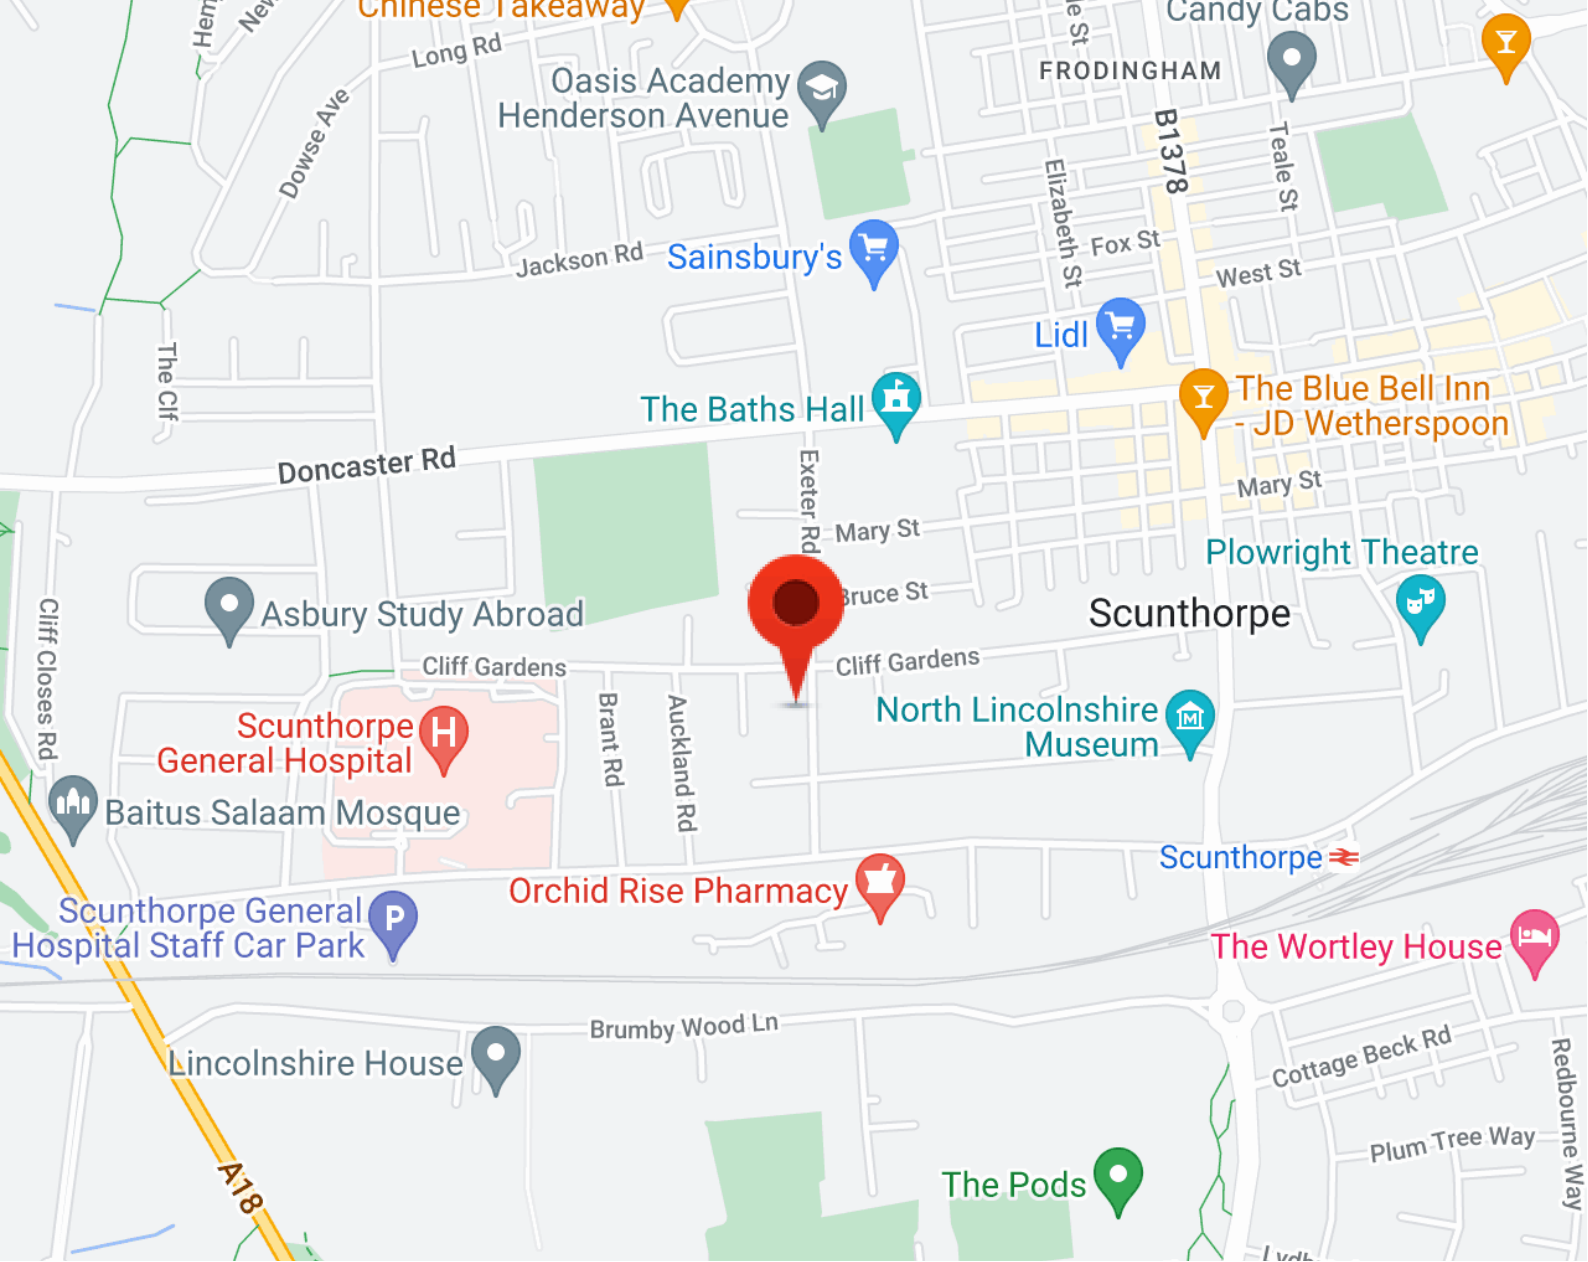 Chinese Takeaway
Candy Cabs
Long Rd
FRODINGHAM
Oasis Academy
Henderson Avenue
Dowse Ave
B1378
Teale St
Elizabeth St
Fox St
Jackson Rd
Sainsbury's
West St
Lidl
The Clf
The Baths Hall
The Blue Bell Inn
- JD Wetherspoon
Doncaster Rd
Exeter Rd
Mary St
Mary St
Plowright Theatre
Bruce St
Asbury Study Abroad
Scunthorpe
Cliff Closes Rd
Cliff Gardens
Cliff Gardens
Brant Rd
Auckland Rd
North Lincolnshire
Museum
Scunthorpe
General Hospital
H
Baitus Salaam Mosque
Scunthorpe
Orchid Rise Pharmacy
Scunthorpe General
Hospital Staff Car Park
P
The Wortley House
Brumby Wood Ln
Lincolnshire House
Cottage Beck Rd
Redbourne Way
Plum Tree Way
The Pods
A18